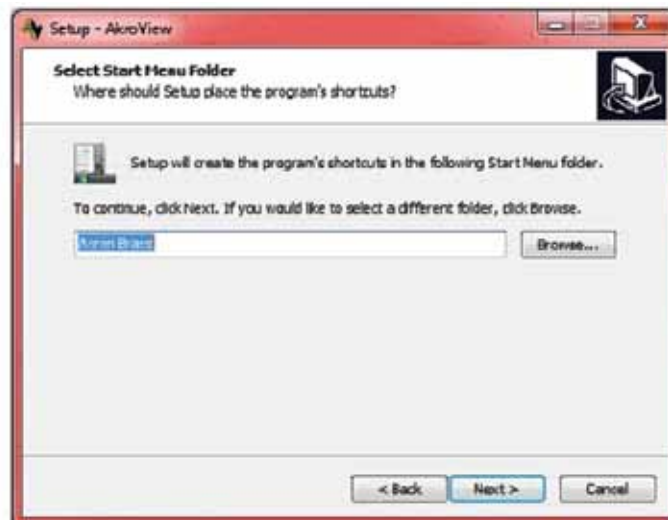 Setup - AkroView
Select Start Menu Folder
Where should Setup place the program's shortcuts?
Setup will create the program's shortcuts in the following Start Menu folder.
To continue, click Next. If you would like to select a different folder, click Browse.
Akron Brass
Browse...
< Back
Next >
Cancel